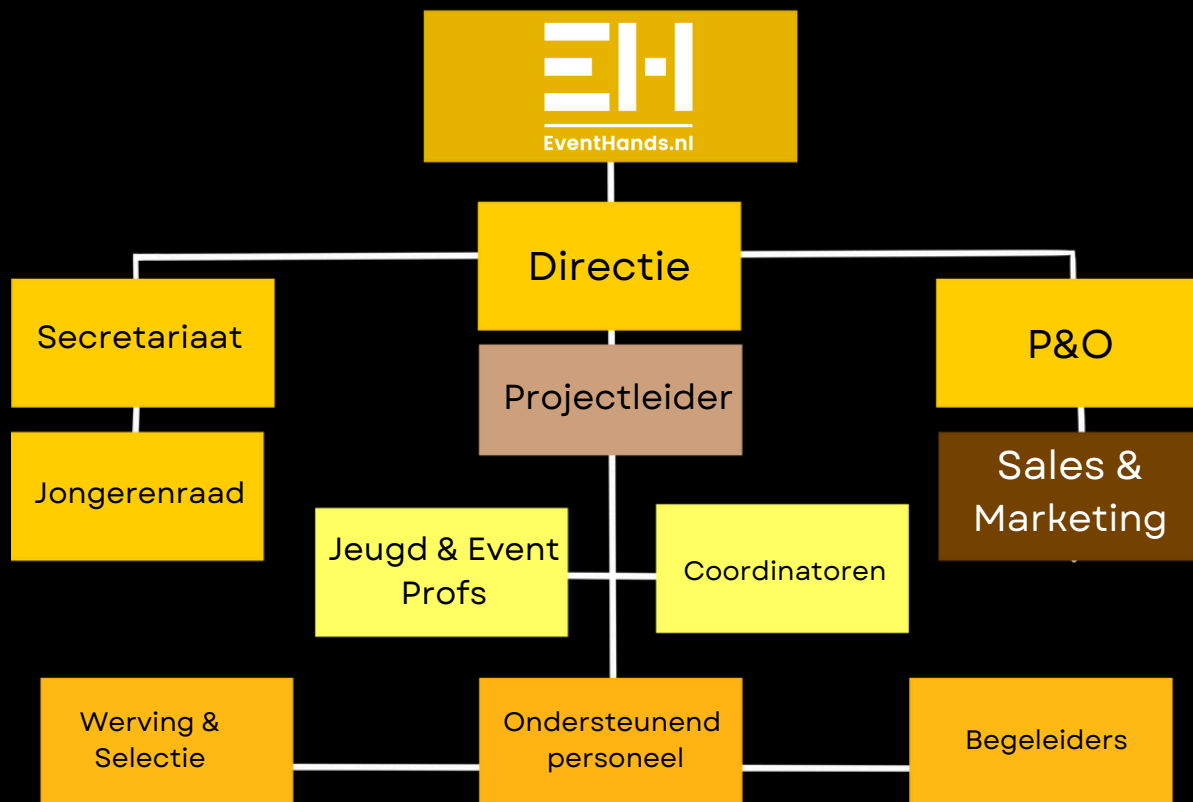 EH
EventHands.nl
Directie
Secretariaat
P&O
Projectleider
Sales &
Marketing
Jongerenraad
Jeugd & Event
Profs
Coordinatoren
Werving &
Selectie
Ondersteunend
personeel
Begeleiders